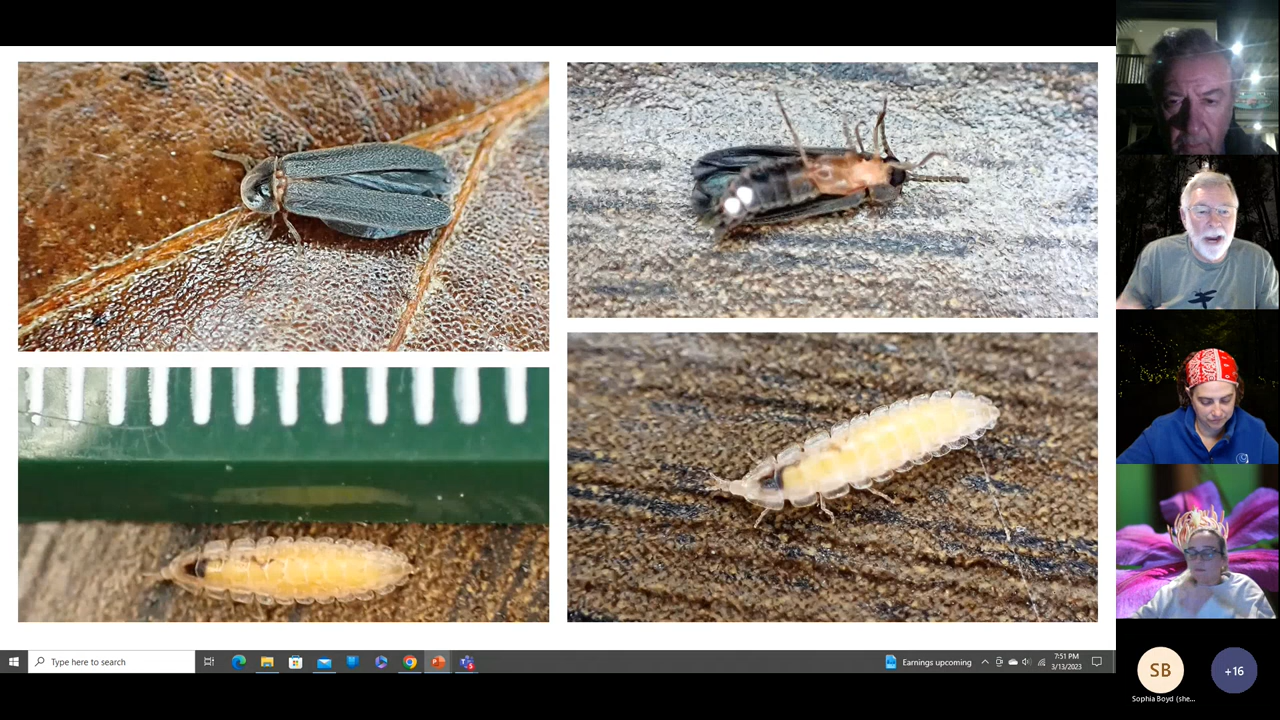 Type here to search
Earnings upcoming
7:51 PM
3/13/2023
SB
+16
Sophia Boyd (she...